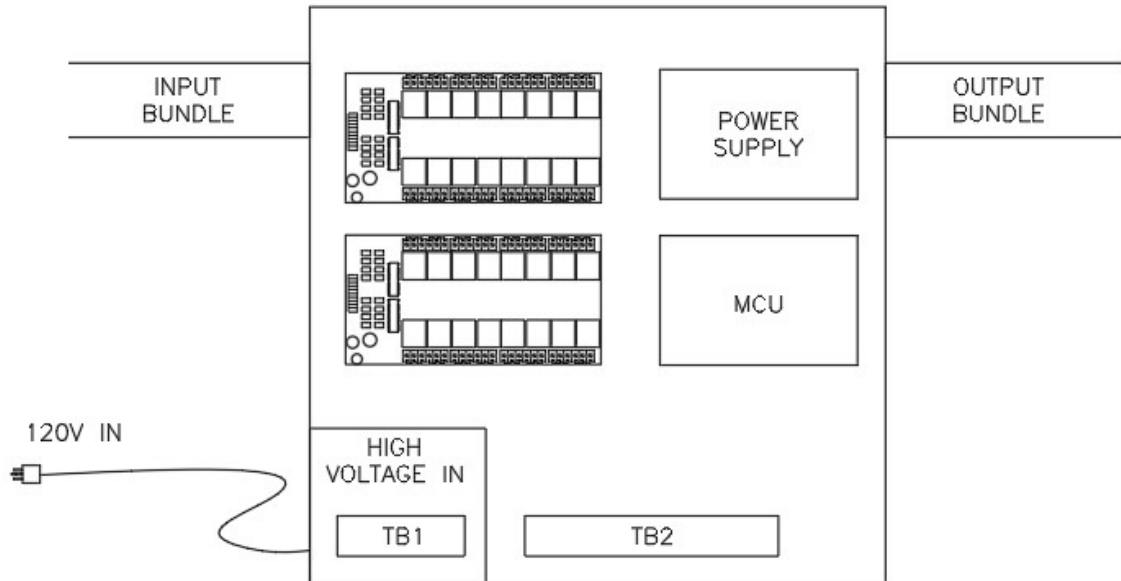 INPUT
BUNDLE
POWER
SUPPLY
OUTPUT
BUNDLE
MCU
120V IN
HIGH
VOLTAGE IN
TB1
TB2